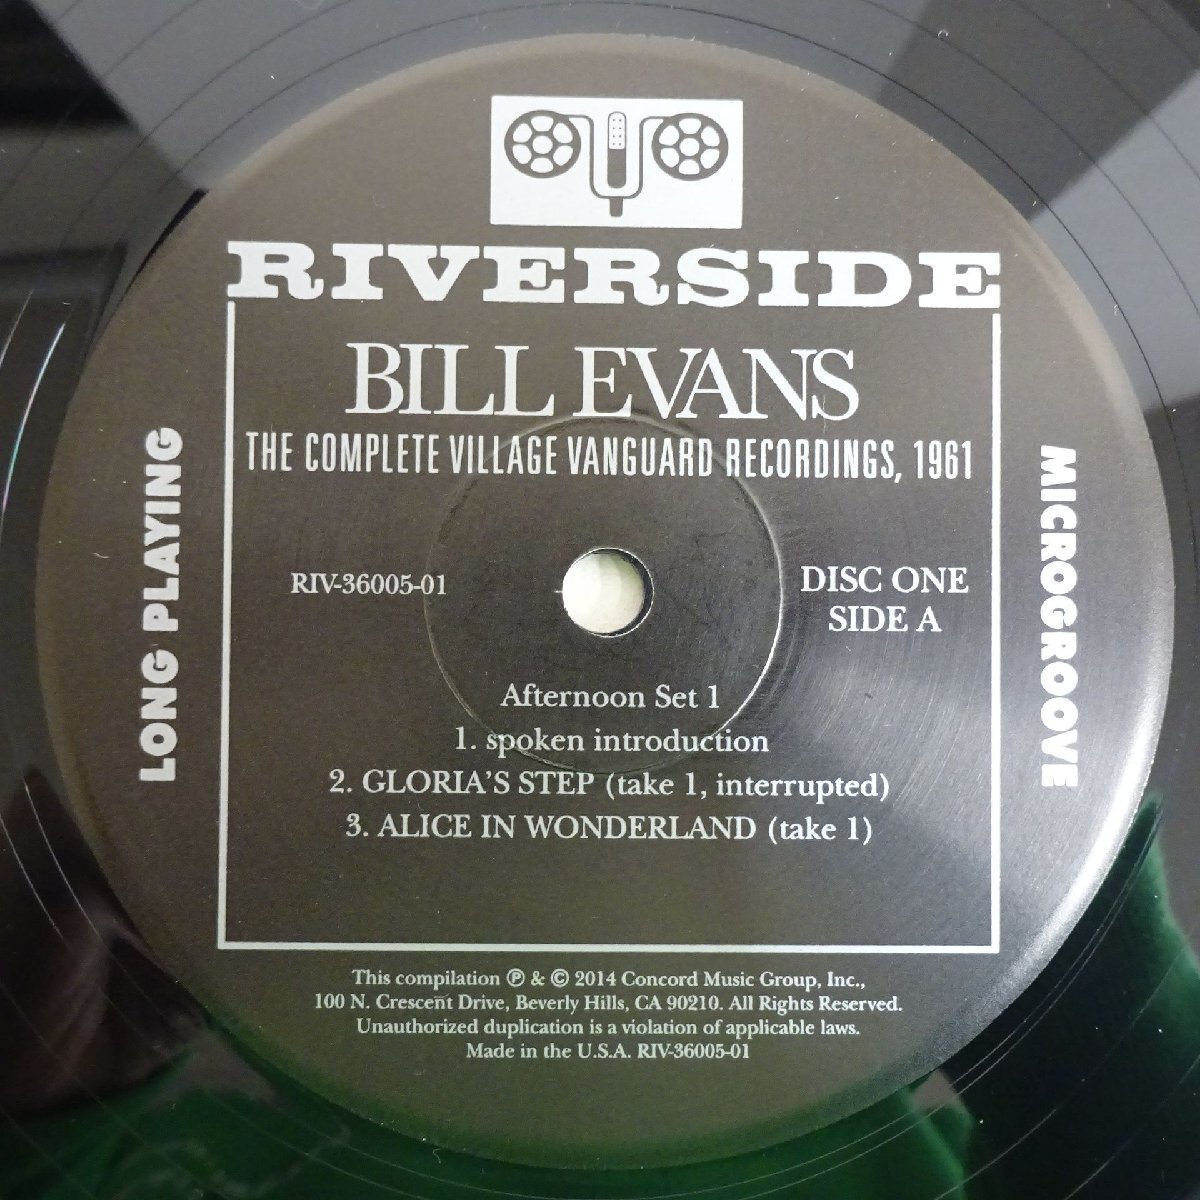 RIVERSIDE
BILL EVANS
THE COMPLETE VILLAGE VANGUARD RECORDINGS, 1961
LONG PLAYING
MICROGROOVE
RIV-36005-01
DISC ONE
SIDE A
Afternoon Set 1
1. spoken introduction
2. GLORIA'S STEP (take 1, interrupted)
3. ALICE IN WONDERLAND (take 1)
This compilation ℗ & © 2014 Concord Music Group, Inc.,
100 N. Crescent Drive, Beverly Hills, CA 90210. All Rights Reserved.
Unauthorized duplication is a violation of applicable laws.
Made in the U.S.A. RIV-36005-01